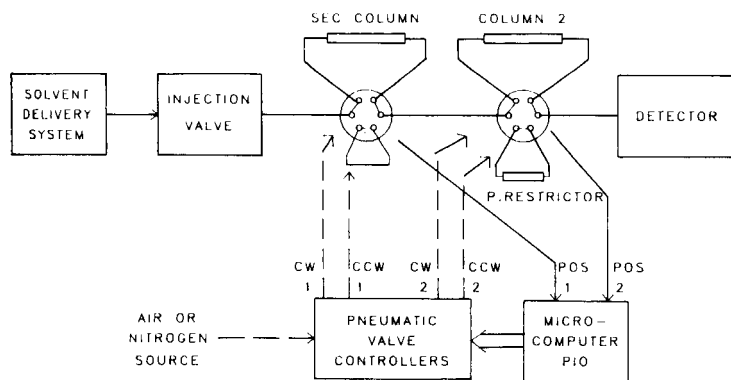 SEC COLUMN
COLUMN 2
SOLVENT
DELIVERY
SYSTEM
INJECTION
VALVE
DETECTOR
P.RESTRICTOR
CW
1
CCW
1
CW
2
CCW
2
POS
1
POS
2
AIR OR
NITROGEN
SOURCE
PNEUMATIC
VALVE
CONTROLLERS
MICRO-
COMPUTER
PIO